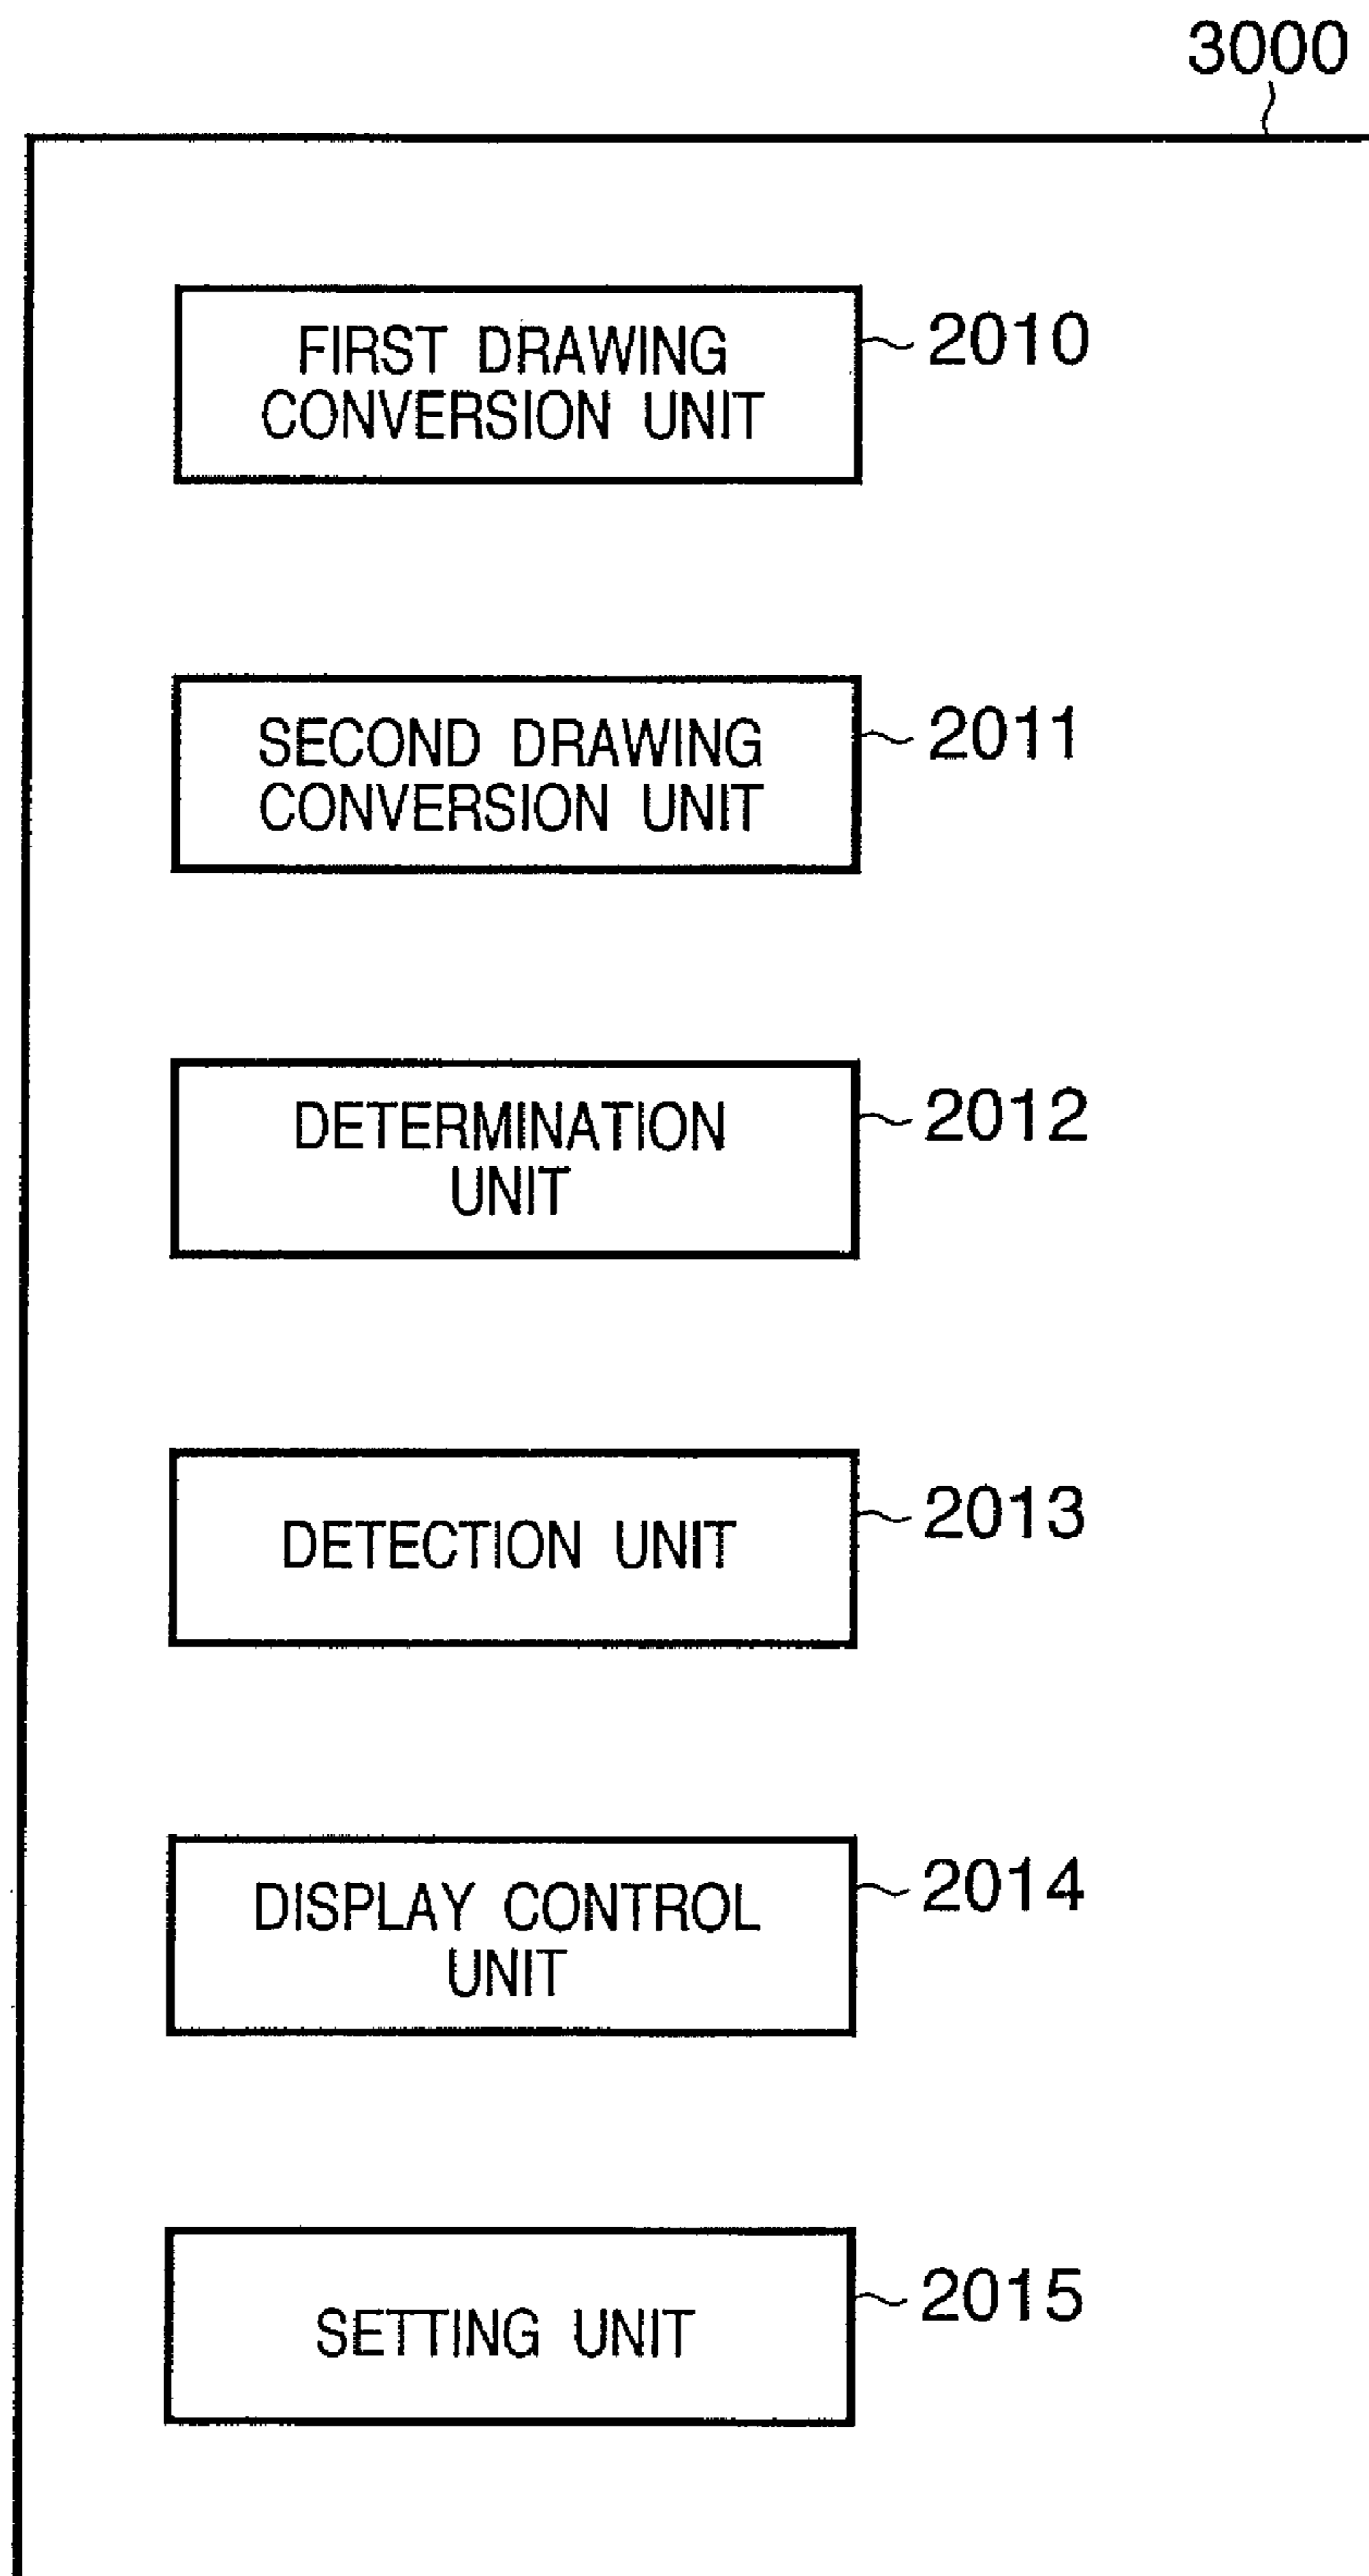 3000
FIRST DRAWING
CONVERSION UNIT
2010
SECOND DRAWING
CONVERSION UNIT
2011
DETERMINATION
UNIT
2012
DETECTION UNIT
2013
DISPLAY CONTROL
UNIT
2014
SETTING UNIT
2015